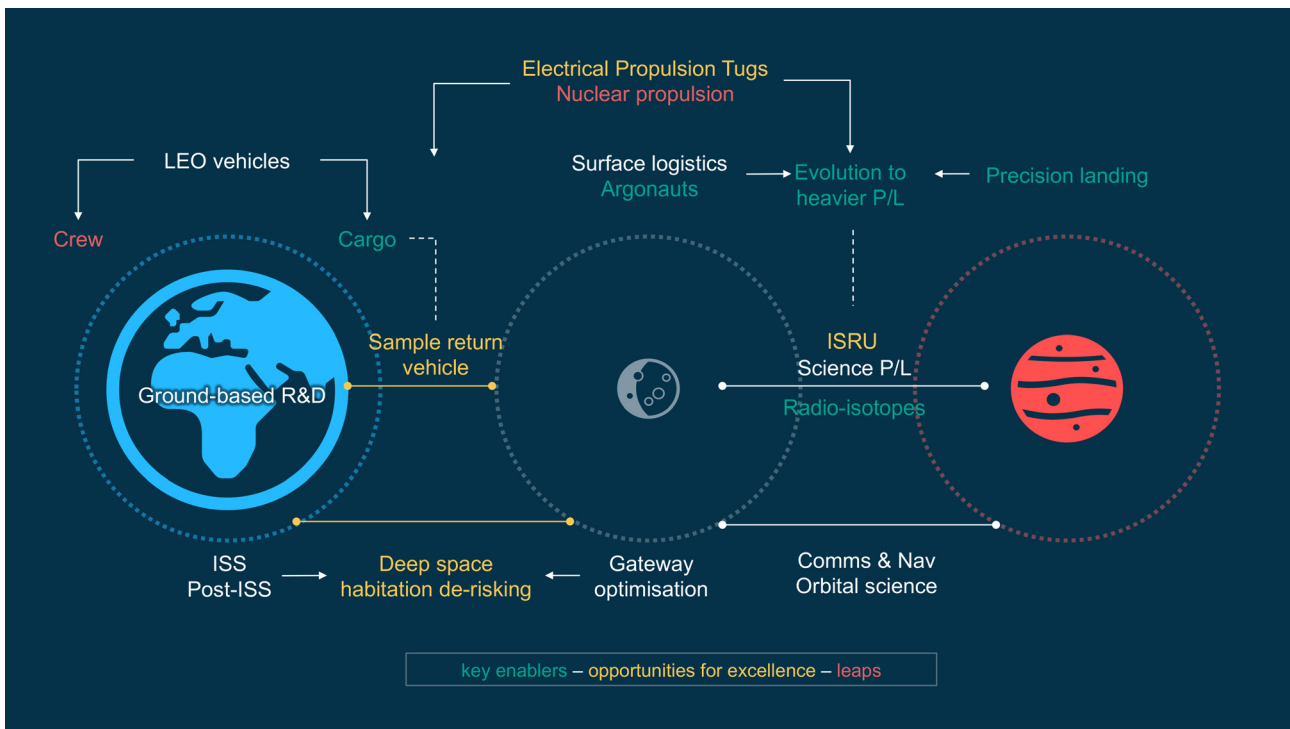 Electrical Propulsion Tugs
Nuclear propulsion
LEO vehicles
Surface logistics
Argonauts
Evolution to
heavier P/L
Precision landing
Crew
Cargo
Sample return
vehicle
ISRU
Science P/L
Radio-isotopes
Ground-based R&D
ISS
Post-ISS
Deep space
habitation de-risking
Gateway
optimisation
Comms & Nav
Orbital science
key enablers – opportunities for excellence – leaps